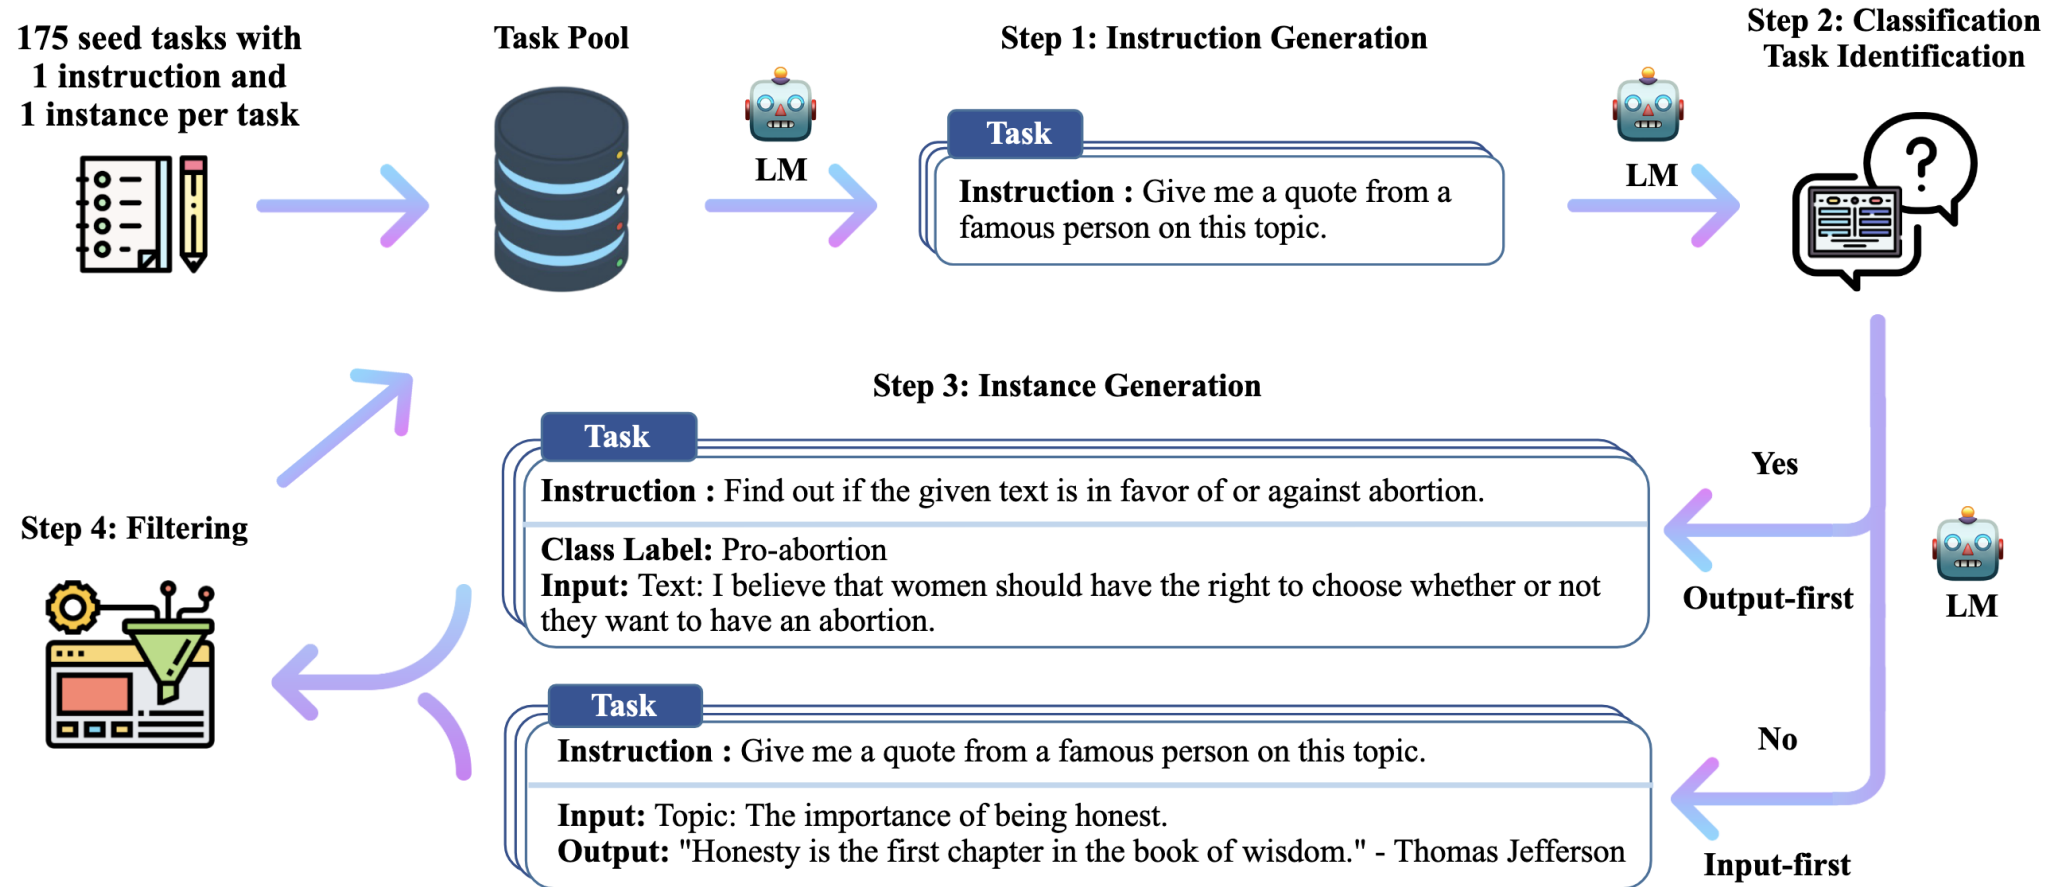 175 seed tasks with
1 instruction and
1 instance per task
Task Pool
LM
Step 1: Instruction Generation
Task
Instruction : Give me a quote from a
famous person on this topic.
LM
Step 2: Classification
Task Identification
Step 3: Instance Generation
Task
Instruction : Find out if the given text is in favor of or against abortion.
Class Label: Pro-abortion
Input: Text: I believe that women should have the right to choose whether or not
they want to have an abortion.
Yes
Output-first
LM
Task
Instruction : Give me a quote from a famous person on this topic.
Input: Topic: The importance of being honest.
Output: "Honesty is the first chapter in the book of wisdom." - Thomas Jefferson
No
Input-first
Step 4: Filtering